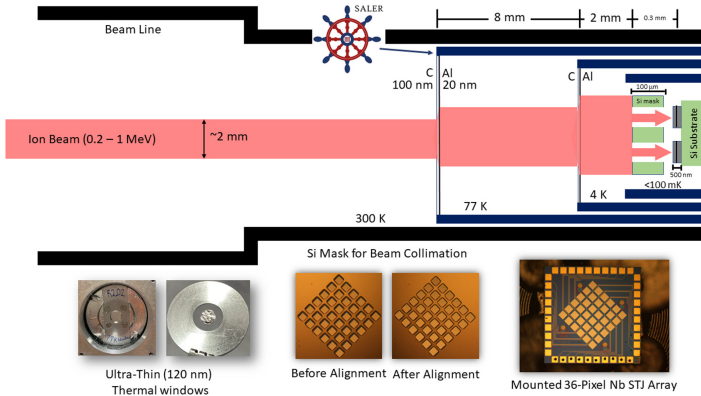 Beam Line
SALER
8 mm
2 mm
0.3 mm
C Al
100 nm 20 nm
C Al
100 μm
Si mask
Ion Beam (0.2 – 1 MeV)
~2 mm
Si Substrate
500 nm
<100 mK
4 K
77 K
300 K
Si Mask for Beam Collimation
Ultra-Thin (120 nm)
Thermal windows
Before Alignment
After Alignment
Mounted 36-Pixel Nb STJ Array